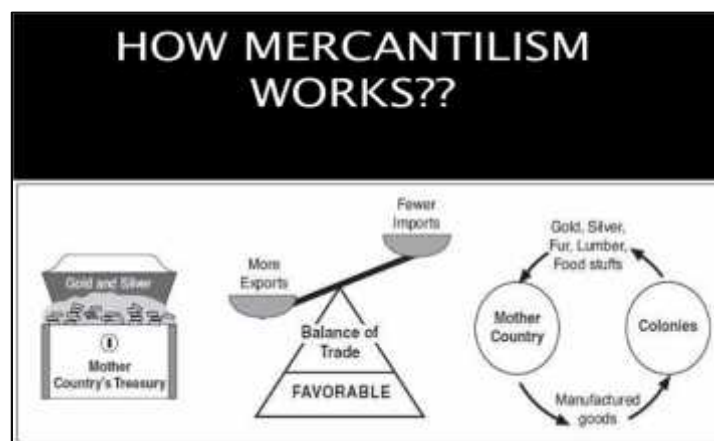 HOW MERCANTILISM
WORKS??
Gold and Silver
Mother
Country's Treasury
Fewer
Imports
More
Exports
Balance of
Trade
FAVORABLE
Gold, Silver,
Fur, Lumber,
Food stuffs
Mother
Country
Colonies
Manufactured
goods